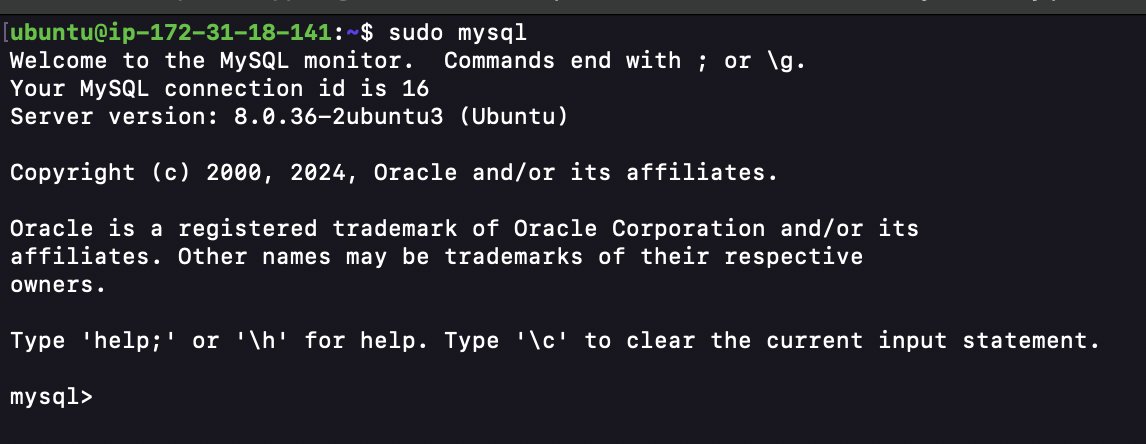 [ubuntu@ip-172-31-18-141:~$ sudo mysql
Welcome to the MySQL monitor.  Commands end with ; or \g.
Your MySQL connection id is 16
Server version: 8.0.36-2ubuntu3 (Ubuntu)
Copyright (c) 2000, 2024, Oracle and/or its affiliates.
Oracle is a registered trademark of Oracle Corporation and/or its
affiliates. Other names may be trademarks of their respective
owners.
Type 'help;' or '\h' for help. Type '\c' to clear the current input statement.
mysql>